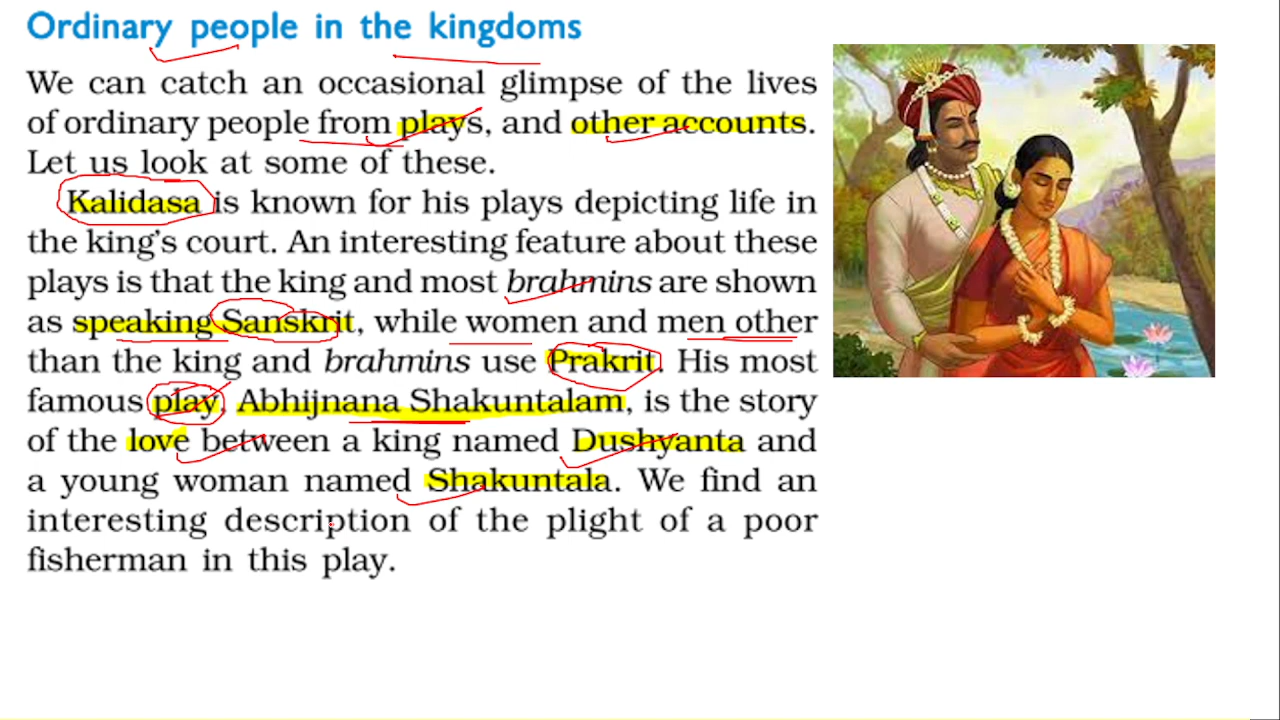 Ordinary people in the kingdoms
We can catch an occasional glimpse of the lives
of ordinary people from plays, and other accounts.
Let us look at some of these.
Kalidasa is known for his plays depicting life in
the king's court. An interesting feature about these
plays is that the king and most brahmins are shown
as speaking Sanskrit, while women and men other
than the king and brahmins use Prakrit. His most
famous play, Abhijnana Shakuntalam, is the story
of the love between a king named Dushyanta and
a young woman named Shakuntala. We find an
interesting description of the plight of a poor
fisherman in this play.